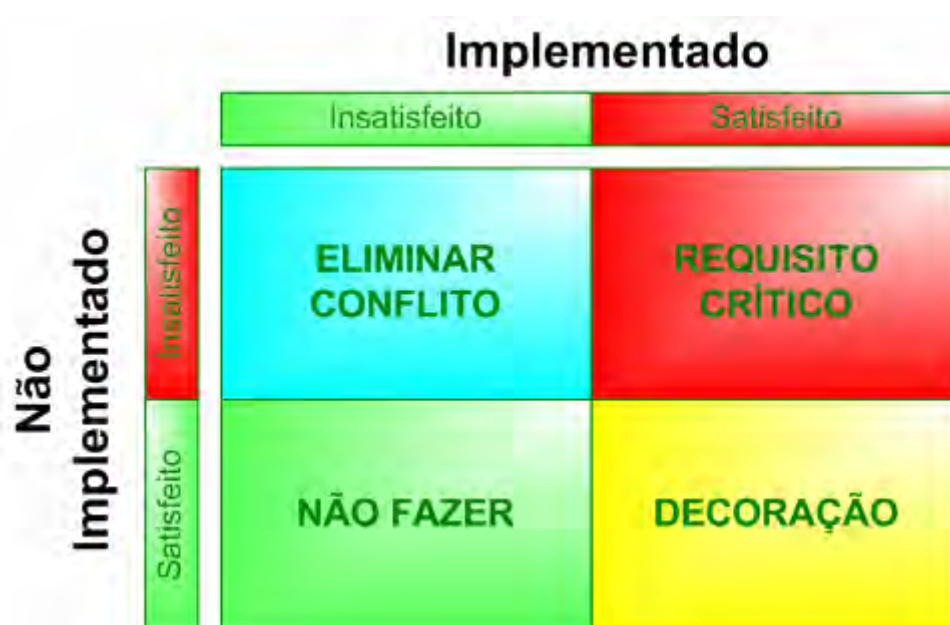 Implementado
Insatisfeito
Satisfeito
Não
Implementado
Insatisfeito
ELIMINAR
CONFLITO
REQUISITO
CRÍTICO
Satisfeito
NÃO FAZER
DECORAÇÃO